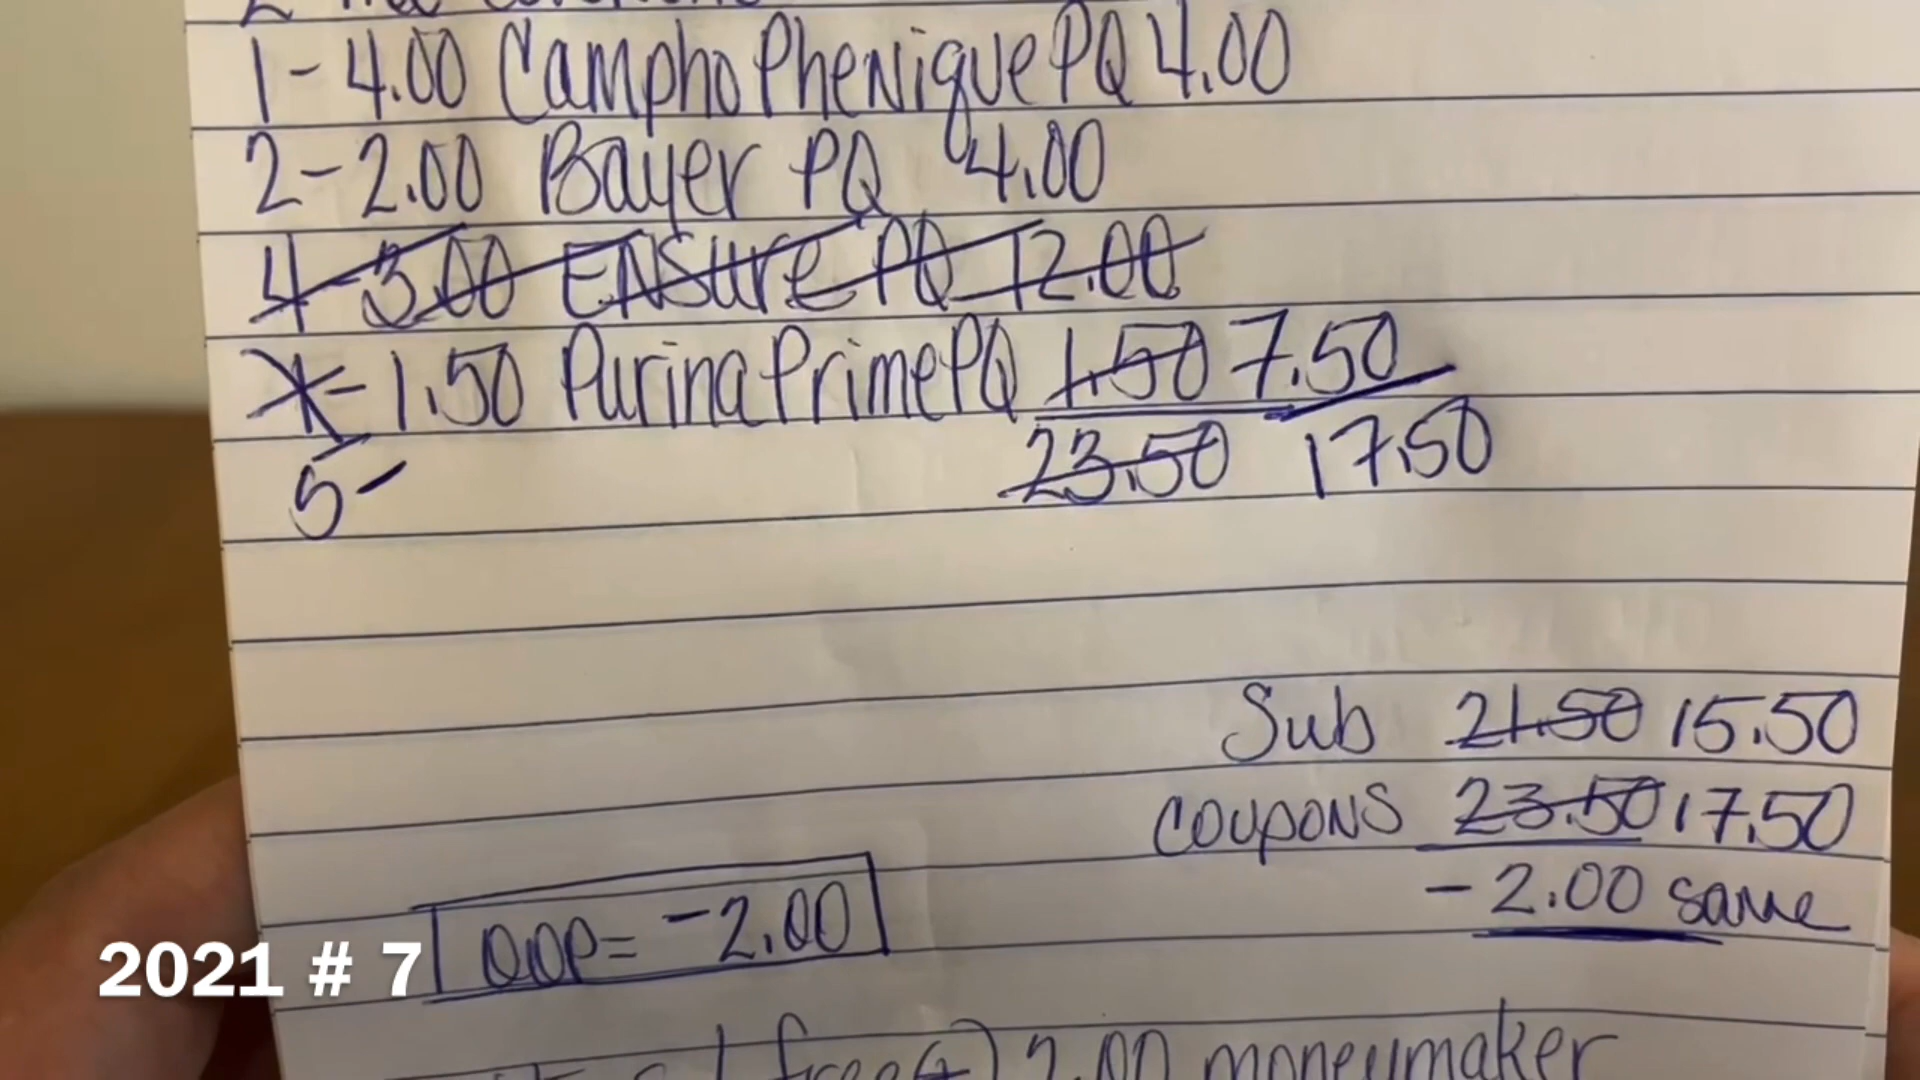 1-4.00 Campho Phenique PQ 4.00
2-2.00 Bayer PQ 4.00
4-3.00 Ensure PQ 12.00
1-1.50 Purina Prime PQ 1.50 7.50
5-
23.50 17.50
Sub 21.50 15.50
coupons 23.50 17.50
-2.00 same
OOP= -2.00
2021 # 7
free(+) 2.00 moneymaker